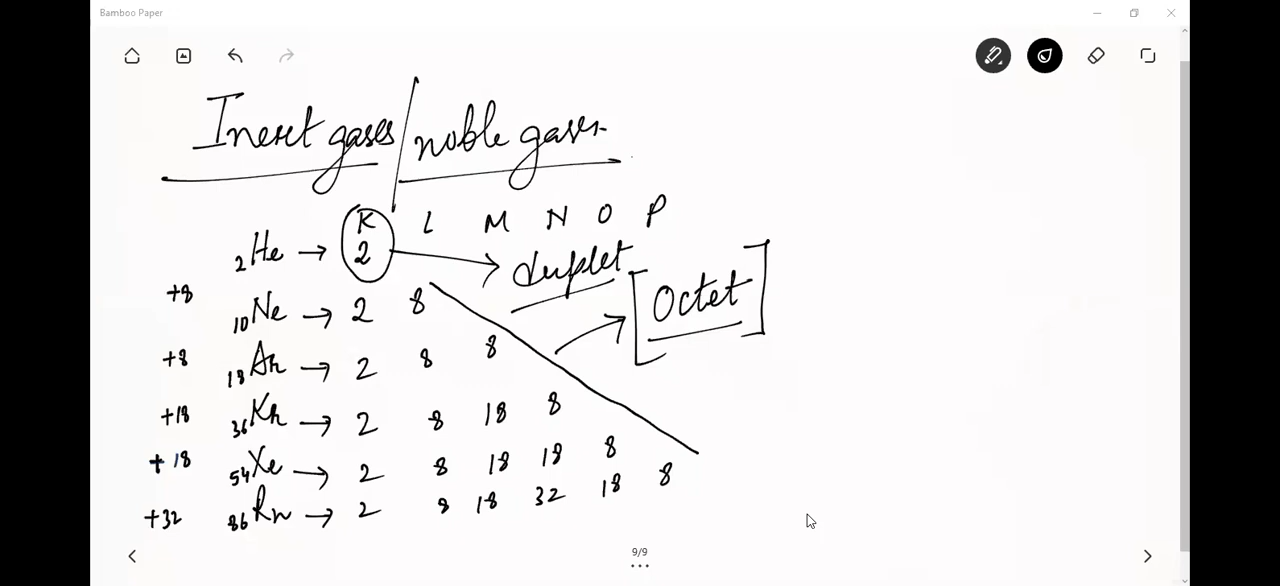 Bamboo Paper
Inert gases / noble gases.
K L M N O P
2He → 2 → duplet
+8 10Ne → 2 8 → [Octet]
+8 18Ar → 2 8 8
+18 36Kr → 2 8 18 8
+18 54Xe → 2 8 18 18 8
+32 86Rn → 2 8 18 32 18 8
9/9